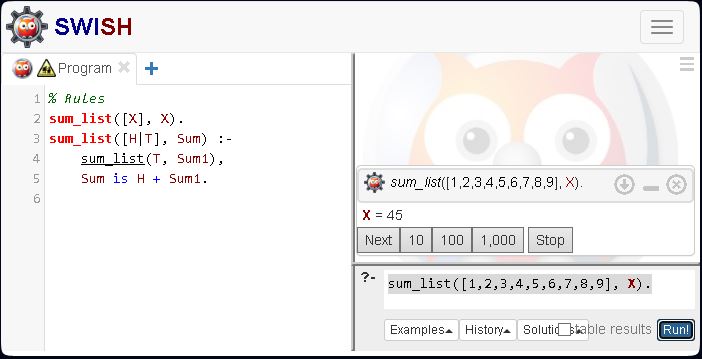 SWISH
Program
1 % Rules
2 sum_list([X], X).
3 sum_list([H|T], Sum) :-
4 sum_list(T, Sum1),
5 Sum is H + Sum1.
6
sum_list([1,2,3,4,5,6,7,8,9], X).
X = 45
Next 10 100 1,000 Stop
?- sum_list([1,2,3,4,5,6,7,8,9], X).
Examples History table results Run!